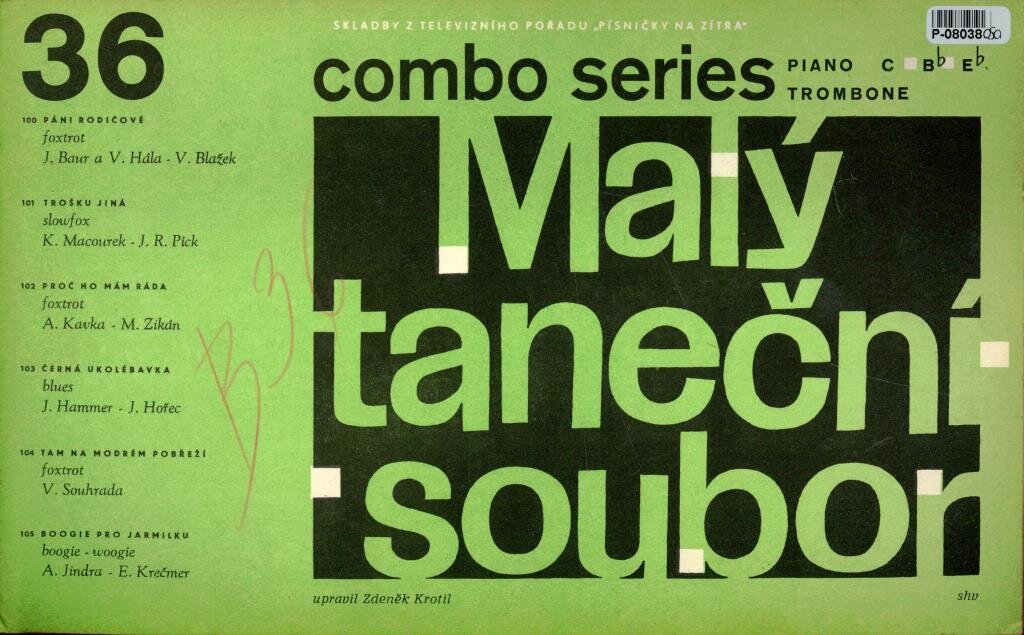 36
SKLADBY Z TELEVIZNÍHO POŘADU „PÍSNIČKY NA ZÍTRA“
P-08038
combo series
PIANO C Bb Eb
TROMBONE
100 PÁNI RODIČOVÉ
foxtrot
J. Baur a V. Hála - V. Blažek
101 TROŠKU JINÁ
slowfox
K. Macourek - J. R. Pick
102 PROČ HO MÁM RÁDA
foxtrot
A. Kavka - M. Zikán
103 ČERNÁ UKOLÉBAVKA
blues
J. Hammer - J. Hořec
104 TAM NA MODRÉM POBŘEŽÍ
foxtrot
V. Souhrada
105 BOOGIE PRO JARMILKU
boogie - woogie
A. Jindra - E. Krečmer
B36
Malý
taneční
soubor
upravil Zdeněk Krotil
shv